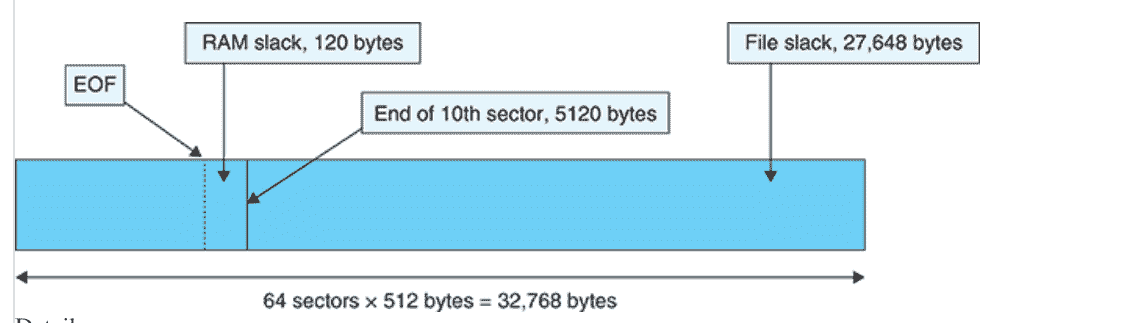 RAM slack, 120 bytes
File slack, 27,648 bytes
EOF
End of 10th sector, 5120 bytes
64 sectors × 512 bytes = 32,768 bytes